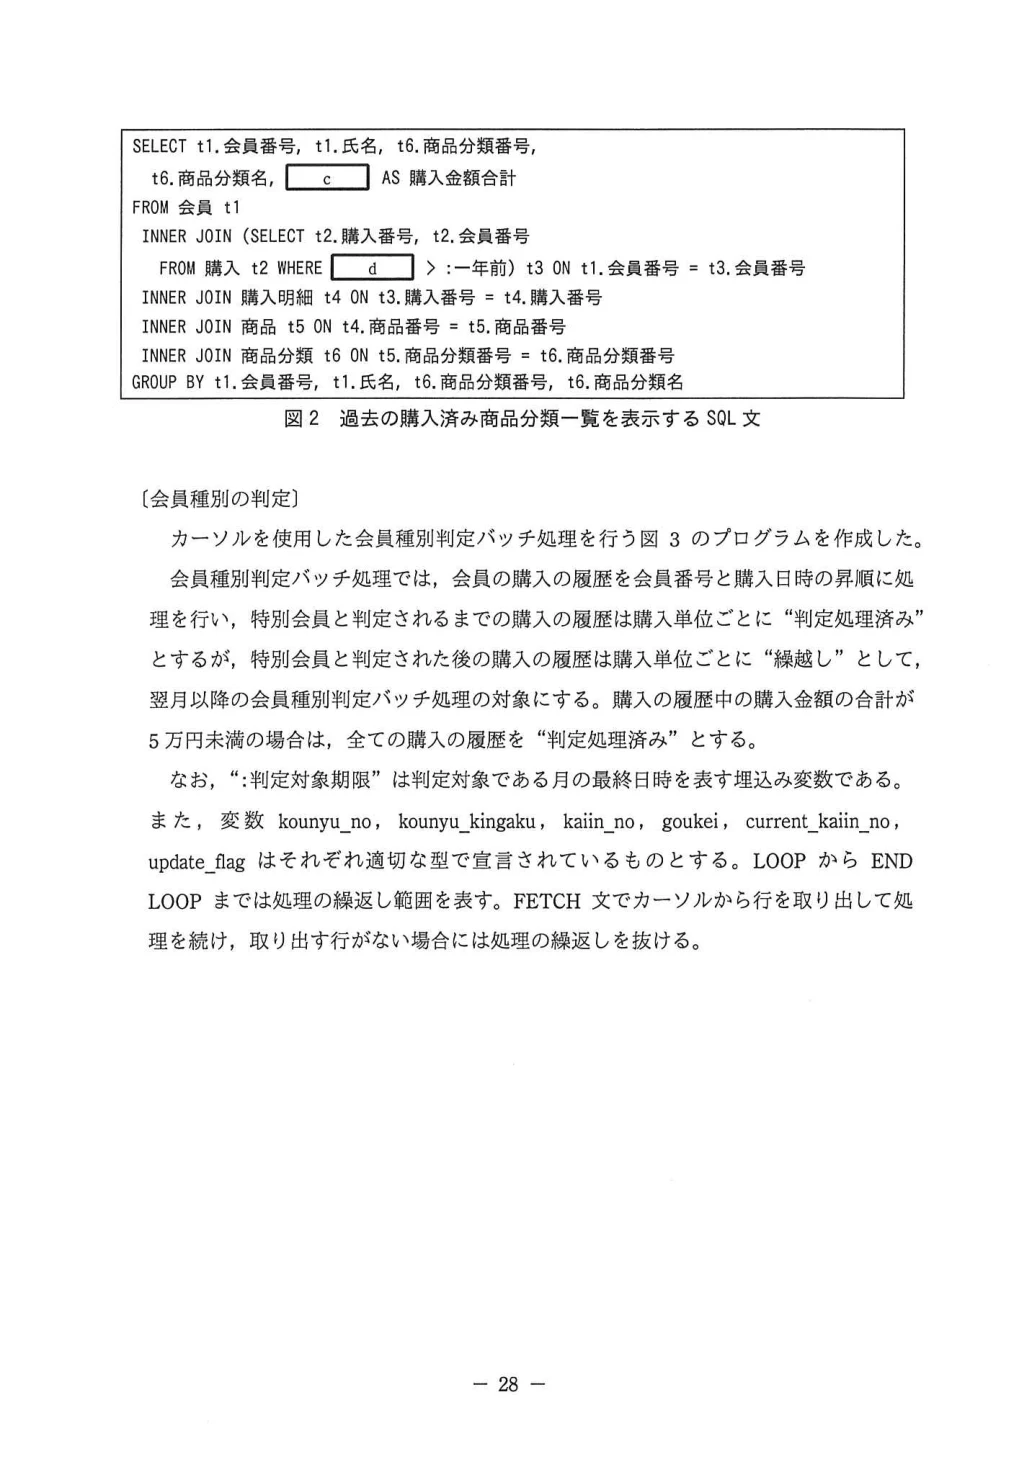 SELECT t1.会員番号, t1.氏名, t6.商品分類番号,
t6.商品分類名, c AS 購入金額合計
FROM 会員 t1
INNER JOIN (SELECT t2.購入番号, t2.会員番号
FROM 購入 t2 WHERE d > :一年前) t3 ON t1.会員番号 = t3.会員番号
INNER JOIN 購入明細 t4 ON t3.購入番号 = t4.購入番号
INNER JOIN 商品 t5 ON t4.商品番号 = t5.商品番号
INNER JOIN 商品分類 t6 ON t5.商品分類番号 = t6.商品分類番号
GROUP BY t1.会員番号, t1.氏名, t6.商品分類番号, t6.商品分類名
図2 過去の購入済み商品分類一覧を表示する SQL 文
〔会員種別の判定〕
カーソルを使用した会員種別判定バッチ処理を行う図 3 のプログラムを作成した。
会員種別判定バッチ処理では，会員の購入の履歴を会員番号と購入日時の昇順に処
理を行い，特別会員と判定されるまでの購入の履歴は購入単位ごとに“判定処理済み”
とするが，特別会員と判定された後の購入の履歴は購入単位ごとに“繰越し”として，
翌月以降の会員種別判定バッチ処理の対象にする。購入の履歴中の購入金額の合計が
5 万円未満の場合は，全ての購入の履歴を“判定処理済み”とする。
なお，“:判定対象期限”は判定対象である月の最終日時を表す埋込み変数である。
また，変数 kounyu_no，kounyu_kingaku，kaiin_no，goukei，current_kaiin_no，
update_flag はそれぞれ適切な型で宣言されているものとする。LOOP から END
LOOP までは処理の繰返し範囲を表す。FETCH 文でカーソルから行を取り出して処
理を続け，取り出す行がない場合には処理の繰返しを抜ける。
－ 28 －